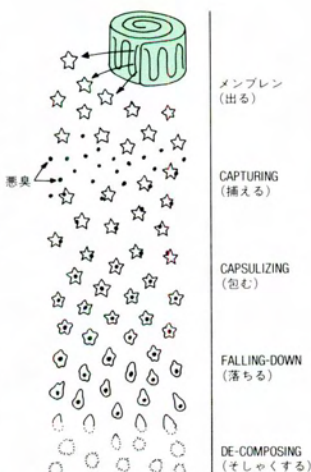 メンブレン
(出る)
悪臭
CAPTURING
(捕える)
CAPSULIZING
(包む)
FALLING-DOWN
(落ちる)
DE-COMPOSING
(そしゃくする)